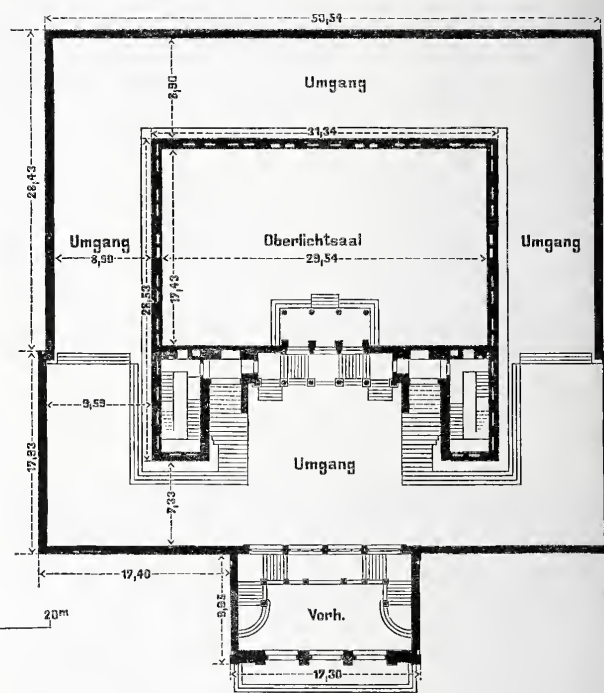 50,54
Umgang
8,90
31,34
28,43
Umgang
8,90
Oberlichtsaal
29,54
Umgang
28,53
17,43
9,59
17,83
Umgang
7,33
17,40
20m
Vorh.
17,30